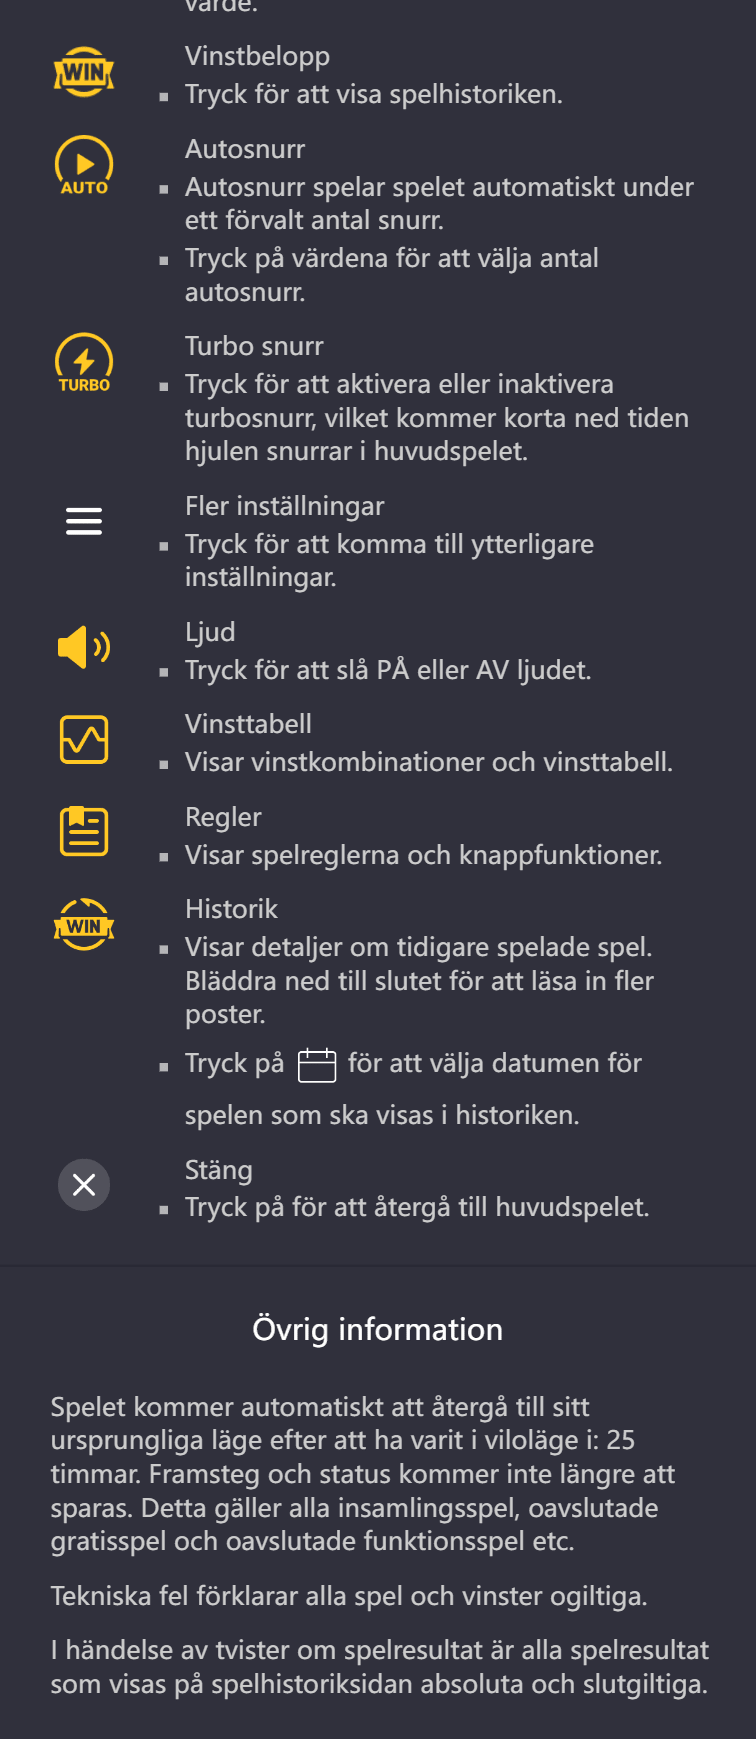 värde.
WIN
Vinstbelopp
▪ Tryck för att visa spelhistoriken.
AUTO
Autosnurr
▪ Autosnurr spelar spelet automatiskt under
ett förvalt antal snurr.
▪ Tryck på värdena för att välja antal
autosnurr.
TURBO
Turbo snurr
▪ Tryck för att aktivera eller inaktivera
turbosnurr, vilket kommer korta ned tiden
hjulen snurrar i huvudspelet.
Fler inställningar
▪ Tryck för att komma till ytterligare
inställningar.
Ljud
▪ Tryck för att slå PÅ eller AV ljudet.
Vinsttabell
▪ Visar vinstkombinationer och vinsttabell.
Regler
▪ Visar spelreglerna och knappfunktioner.
WIN
Historik
▪ Visar detaljer om tidigare spelade spel.
Bläddra ned till slutet för att läsa in fler
poster.
▪ Tryck på för att välja datumen för
spelen som ska visas i historiken.
Stäng
▪ Tryck på för att återgå till huvudspelet.
Övrig information
Spelet kommer automatiskt att återgå till sitt
ursprungliga läge efter att ha varit i viloläge i: 25
timmar. Framsteg och status kommer inte längre att
sparas. Detta gäller alla insamlingsspel, oavslutade
gratisspel och oavslutade funktionsspel etc.
Tekniska fel förklarar alla spel och vinster ogiltiga.
I händelse av tvister om spelresultat är alla spelresultat
som visas på spelhistoriksidan absoluta och slutgiltiga.